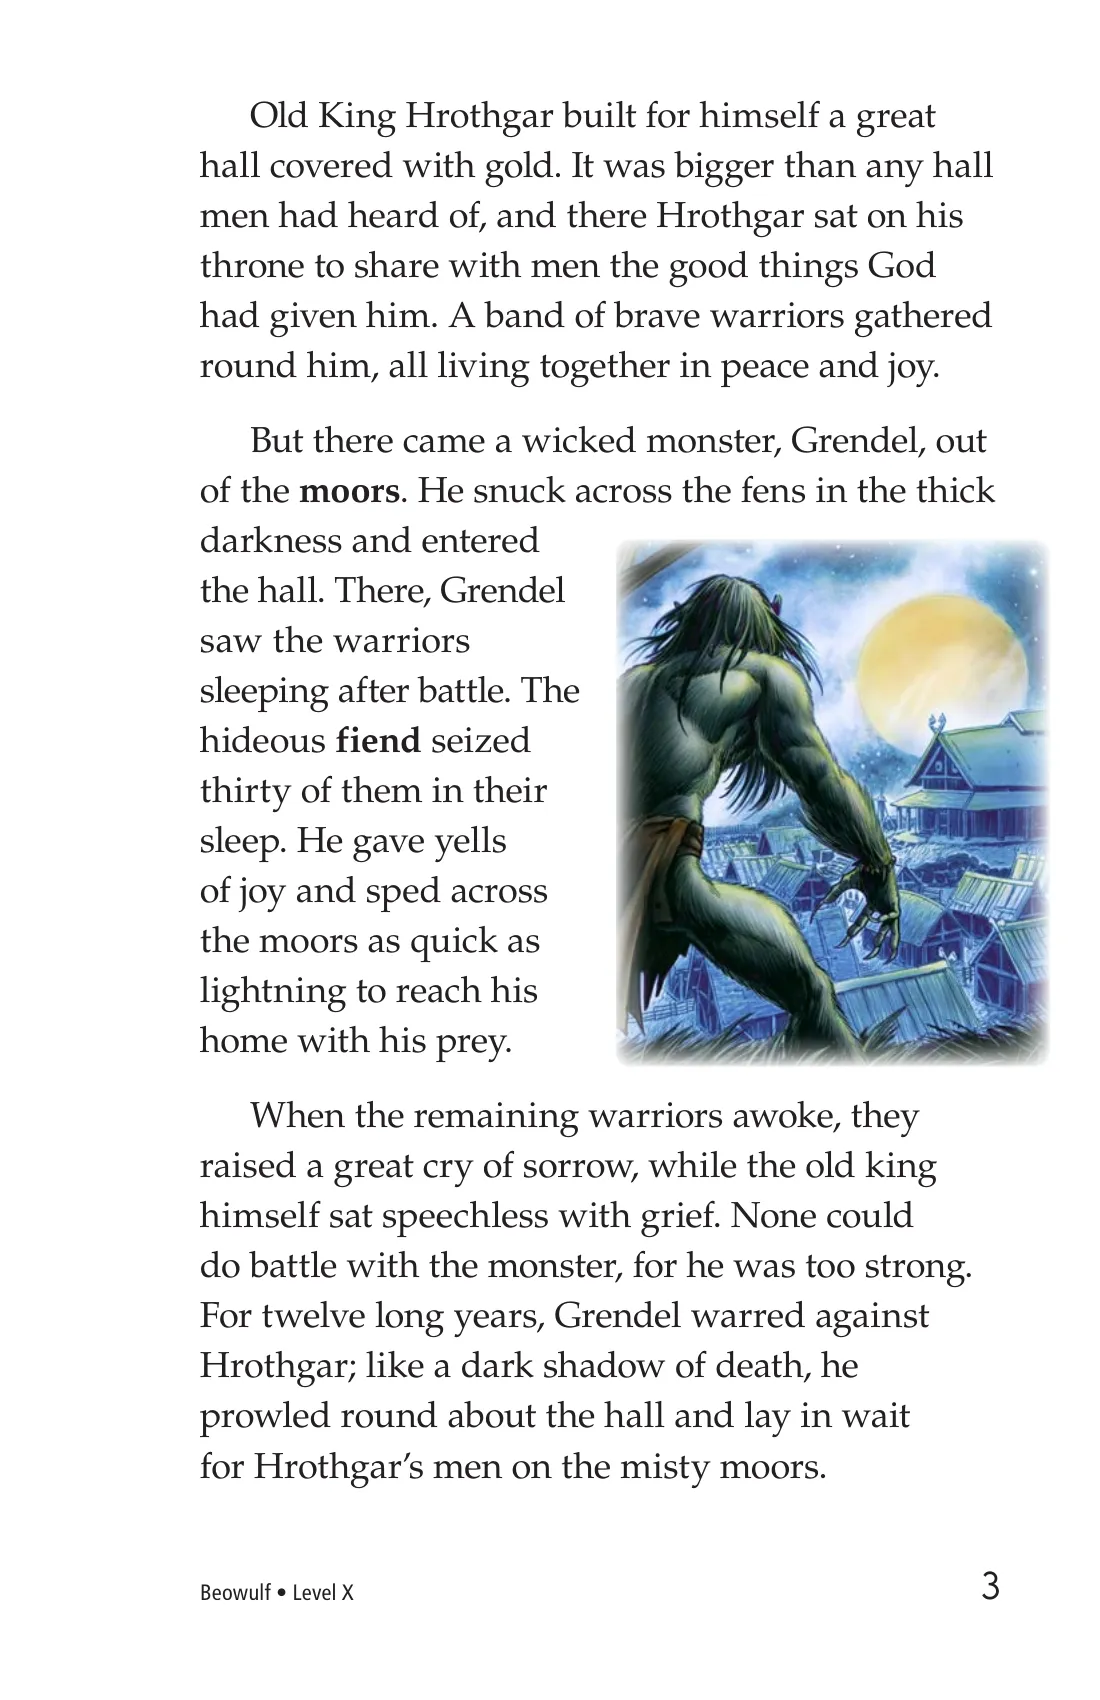 Old King Hrothgar built for himself a great
hall covered with gold. It was bigger than any hall
men had heard of, and there Hrothgar sat on his
throne to share with men the good things God
had given him. A band of brave warriors gathered
round him, all living together in peace and joy.
But there came a wicked monster, Grendel, out
of the moors. He snuck across the fens in the thick
darkness and entered
the hall. There, Grendel
saw the warriors
sleeping after battle. The
hideous fiend seized
thirty of them in their
sleep. He gave yells
of joy and sped across
the moors as quick as
lightning to reach his
home with his prey.
When the remaining warriors awoke, they
raised a great cry of sorrow, while the old king
himself sat speechless with grief. None could
do battle with the monster, for he was too strong.
For twelve long years, Grendel warred against
Hrothgar; like a dark shadow of death, he
prowled round about the hall and lay in wait
for Hrothgar’s men on the misty moors.
Beowulf • Level X
3